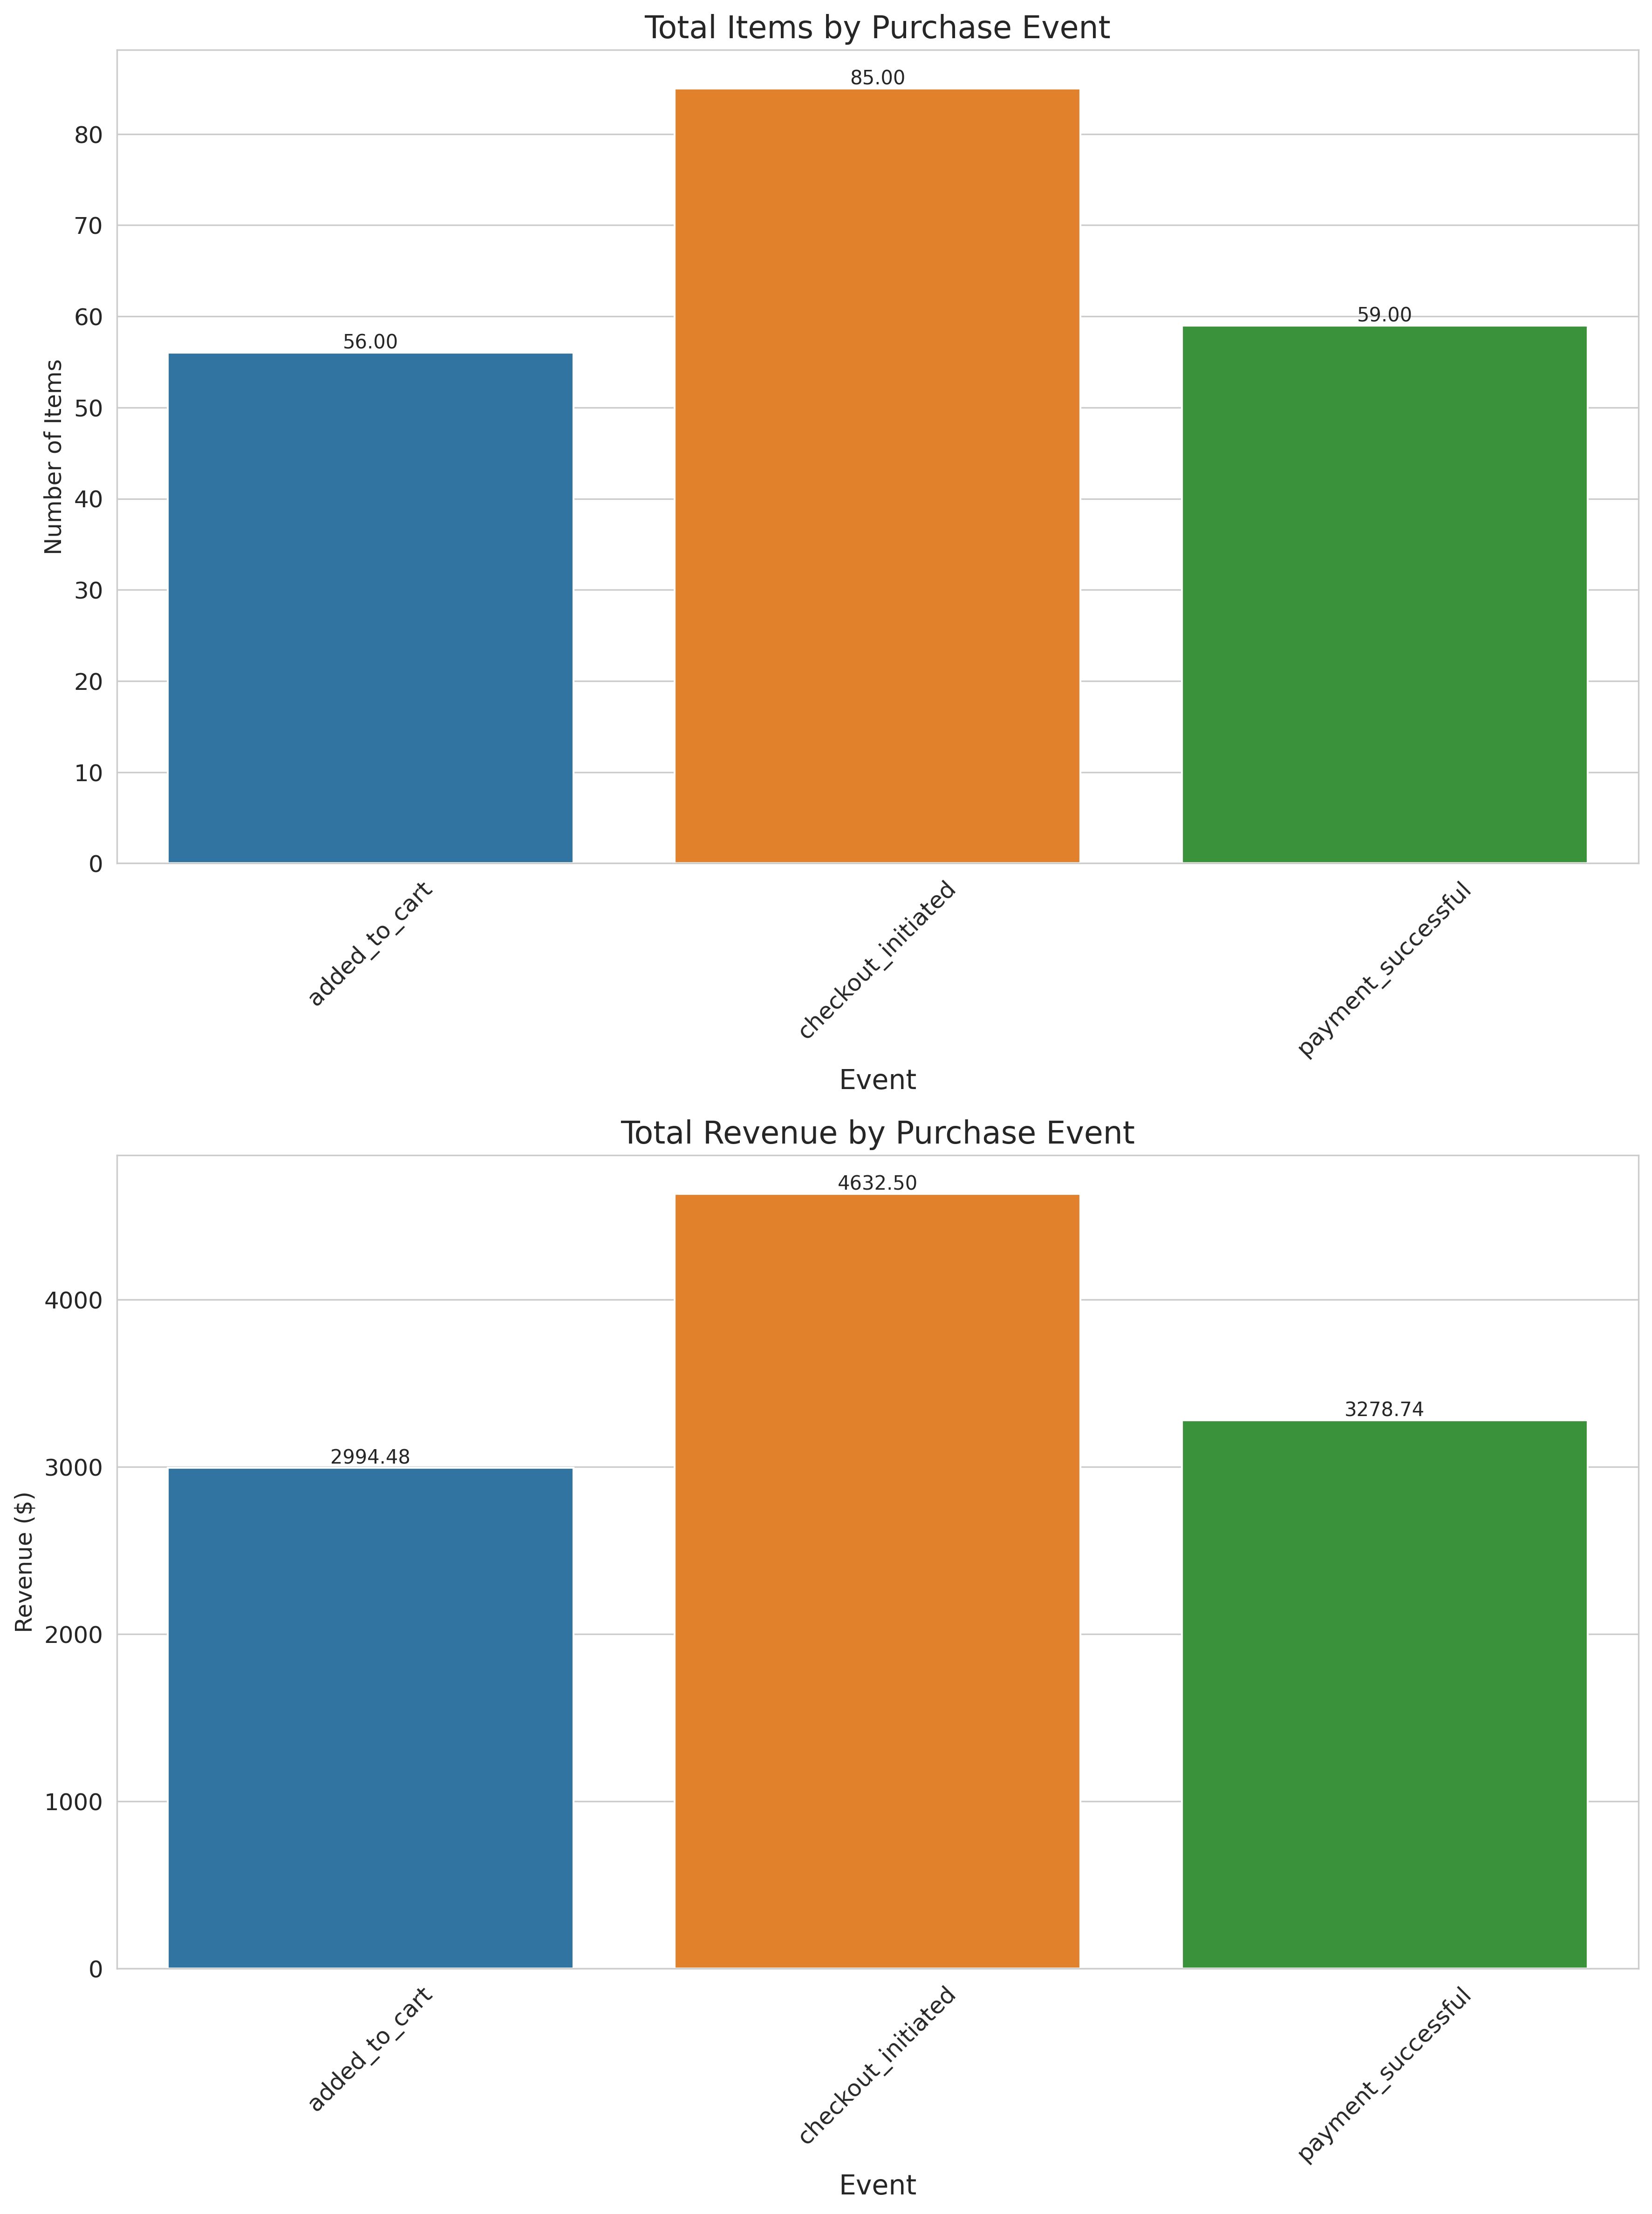 Total Items by Purchase Event
85.00
80
70
60
59.00
56.00
50
40
30
20
10
0
Number of Items
added_to_cart
checkout_initiated
payment_successful
Event
Total Revenue by Purchase Event
4632.50
4000
3278.74
3000
2994.48
2000
1000
0
Revenue ($)
added_to_cart
checkout_initiated
payment_successful
Event